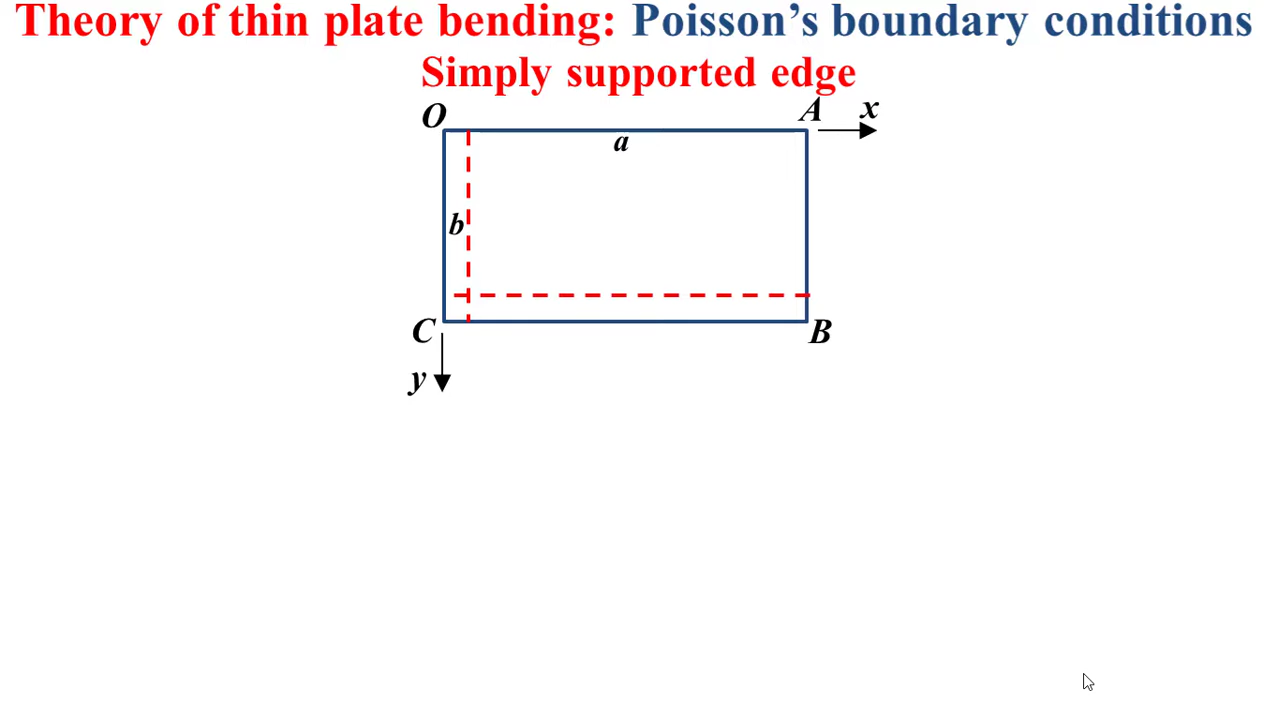 Theory of thin plate bending: Poisson’s boundary conditions
Simply supported edge
O A x
a
b
C B
y